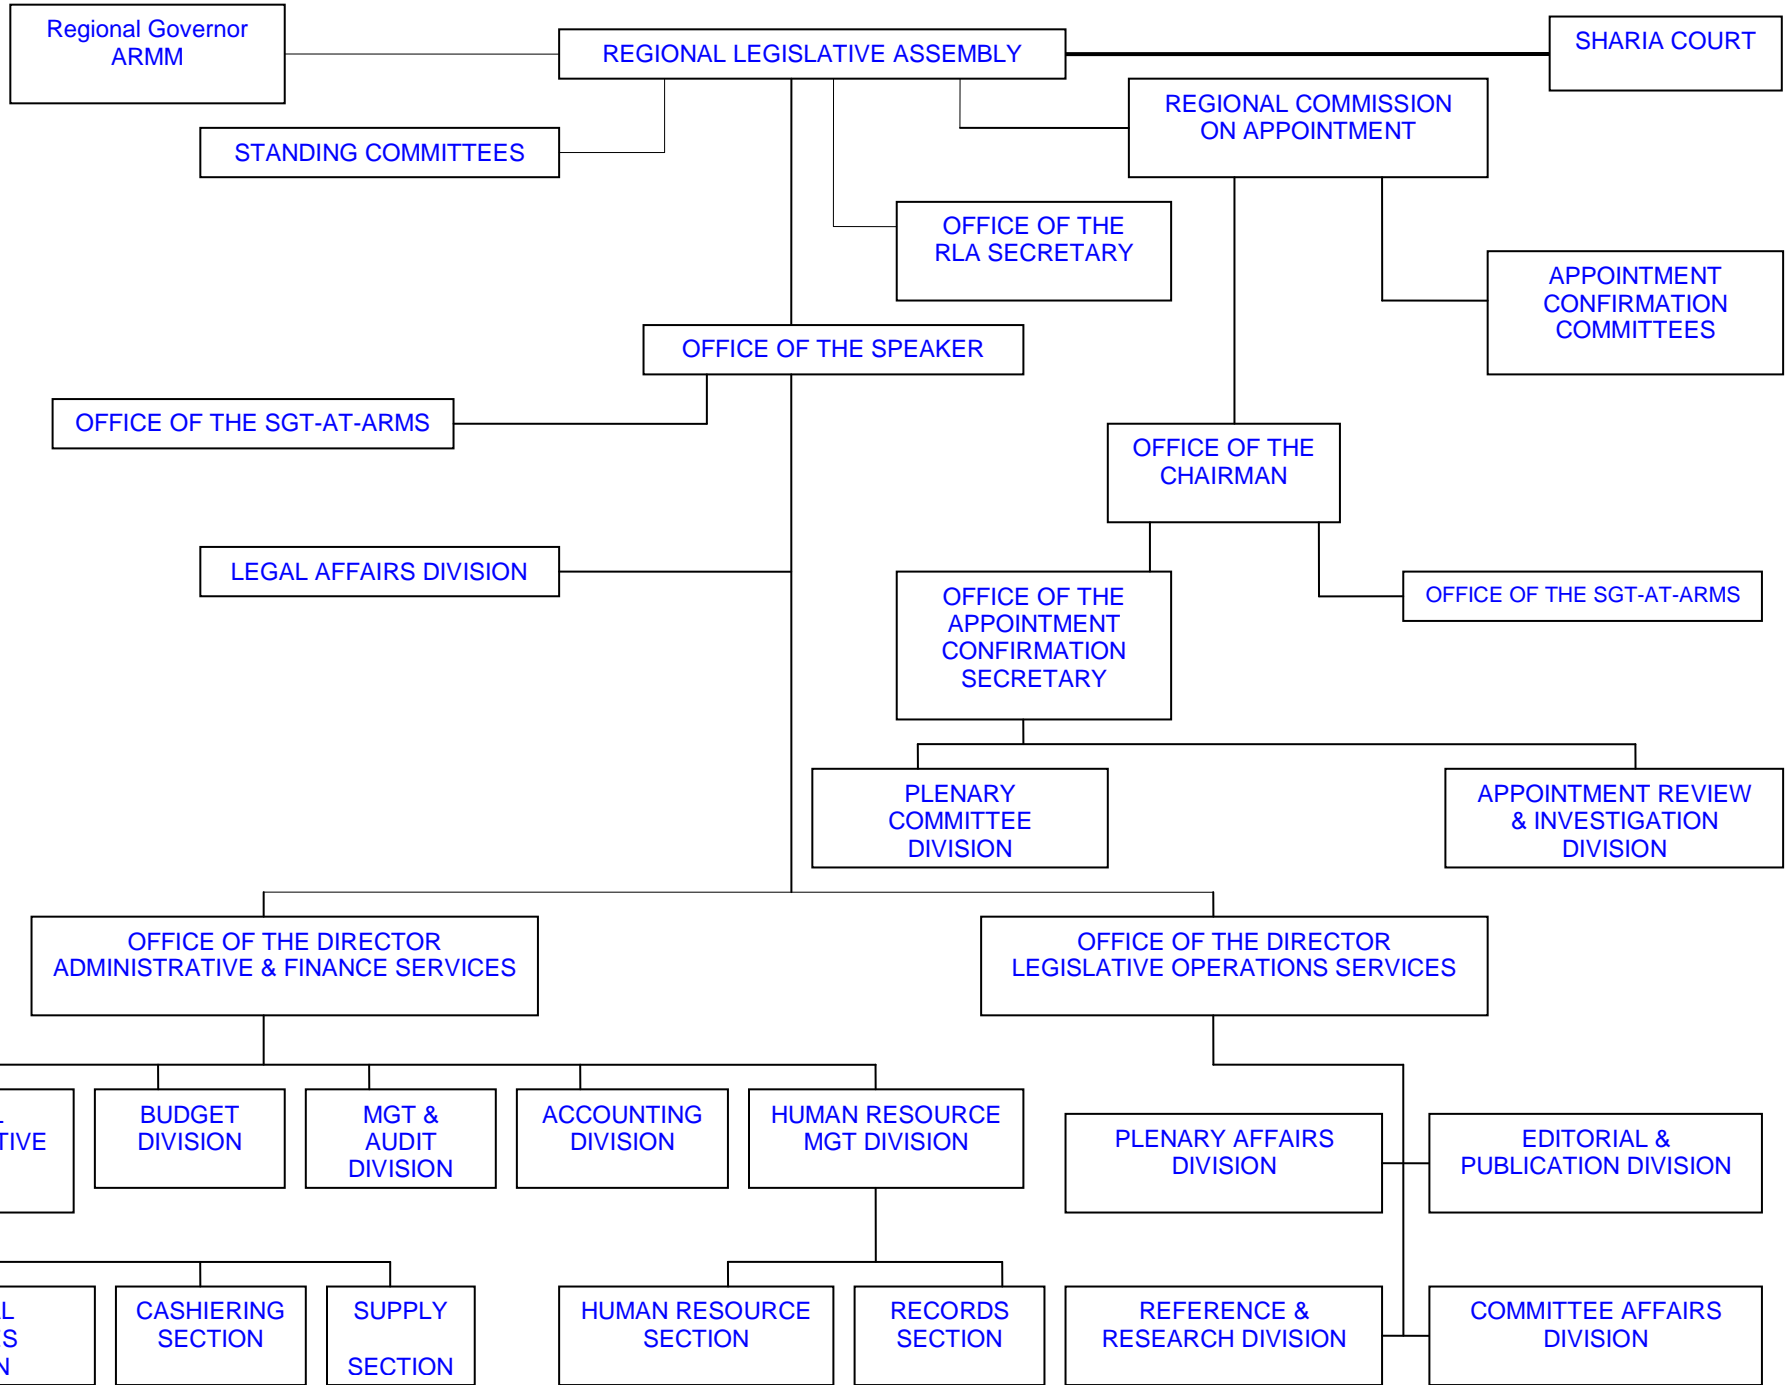 Regional Governor
ARMM
REGIONAL LEGISLATIVE ASSEMBLY
SHARIA COURT
REGIONAL COMMISSION
ON APPOINTMENT
STANDING COMMITTEES
OFFICE OF THE
RLA SECRETARY
APPOINTMENT
CONFIRMATION
COMMITTEES
OFFICE OF THE SPEAKER
OFFICE OF THE SGT-AT-ARMS
OFFICE OF THE
CHAIRMAN
LEGAL AFFAIRS DIVISION
OFFICE OF THE
APPOINTMENT
CONFIRMATION
SECRETARY
OFFICE OF THE SGT-AT-ARMS
PLENARY
COMMITTEE
DIVISION
APPOINTMENT REVIEW
& INVESTIGATION
DIVISION
OFFICE OF THE DIRECTOR
ADMINISTRATIVE & FINANCE SERVICES
OFFICE OF THE DIRECTOR
LEGISLATIVE OPERATIONS SERVICES
BUDGET
DIVISION
MGT &
AUDIT
DIVISION
ACCOUNTING
DIVISION
HUMAN RESOURCE
MGT DIVISION
PLENARY AFFAIRS
DIVISION
EDITORIAL &
PUBLICATION DIVISION
CASHIERING
SECTION
SUPPLY
SECTION
HUMAN RESOURCE
SECTION
RECORDS
SECTION
REFERENCE &
RESEARCH DIVISION
COMMITTEE AFFAIRS
DIVISION